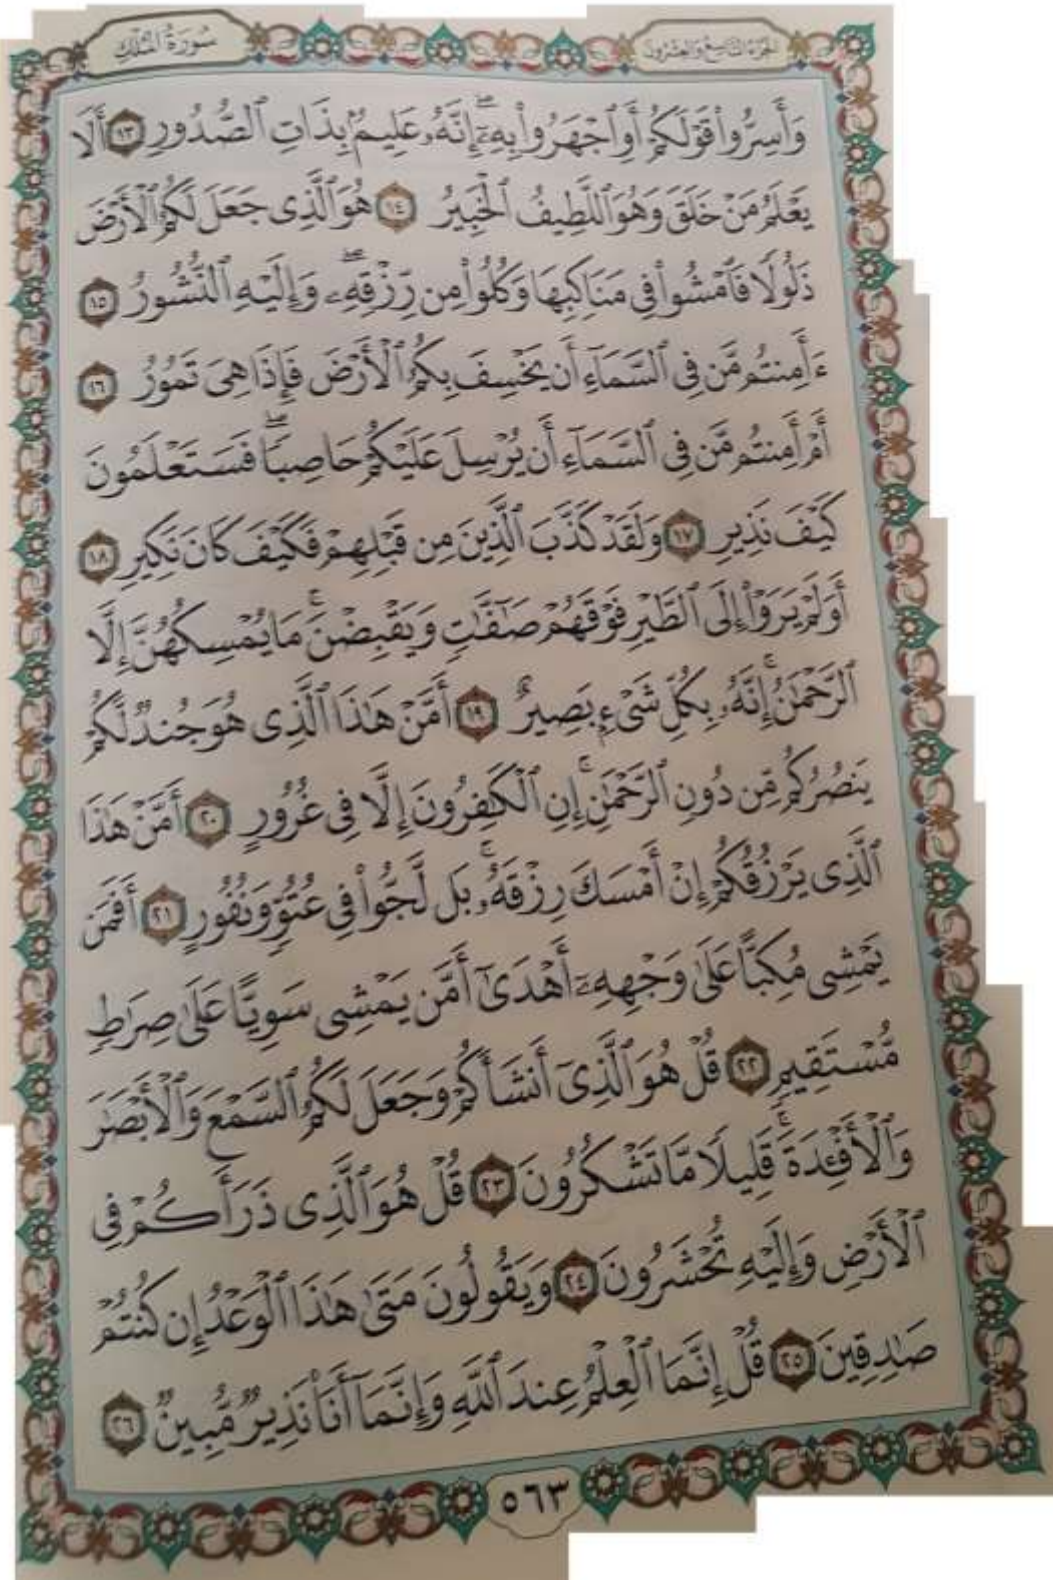 الجزء التاسع والعشرون
سورة الملك
وَأَسِرُّوا۟ قَوْلَكُمْ أَوِ ٱجْهَرُوا۟ بِهِۦٓ ۖ إِنَّهُۥ عَلِيمٌۢ بِذَاتِ ٱلصُّدُورِ ١٣ أَلَا
يَعْلَمُ مَنْ خَلَقَ وَهُوَ ٱللَّطِيفُ ٱلْخَبِيرُ ١٤ هُوَ ٱلَّذِى جَعَلَ لَكُمُ ٱلْأَرْضَ
ذَلُولًا فَٱمْشُوا۟ فِى مَنَاكِبِهَا وَكُلُوا۟ مِن رِّزْقِهِۦ ۖ وَإِلَيْهِ ٱلنُّشُورُ ١٥
ءَأَمِنتُم مَّن فِى ٱلسَّمَآءِ أَن يَخْسِفَ بِكُمُ ٱلْأَرْضَ فَإِذَا هِىَ تَمُورُ ١٦
أَمْ أَمِنتُم مَّن فِى ٱلسَّمَآءِ أَن يُرْسِلَ عَلَيْكُمْ حَاصِبًا ۖ فَسَتَعْلَمُونَ
كَيْفَ نَذِيرِ ١٧ وَلَقَدْ كَذَّبَ ٱلَّذِينَ مِن قَبْلِهِمْ فَكَيْفَ كَانَ نَكِيرِ ١٨
أَوَلَمْ يَرَوْا۟ إِلَى ٱلطَّيْرِ فَوْقَهُمْ صَٰٓفَّٰتٍ وَيَقْبِضْنَ ۚ مَا يُمْسِكُهُنَّ إِلَّا
ٱلرَّحْمَٰنُ ۚ إِنَّهُۥ بِكُلِّ شَىْءٍۭ بَصِيرٌ ١٩ أَمَّنْ هَٰذَا ٱلَّذِى هُوَ جُندٌ لَّكُمْ
يَنصُرُكُم مِّن دُونِ ٱلرَّحْمَٰنِ ۚ إِنِ ٱلْكَٰفِرُونَ إِلَّا فِى غُرُورٍ ٢٠ أَمَّنْ هَٰذَا
ٱلَّذِى يَرْزُقُكُمْ إِنْ أَمْسَكَ رِزْقَهُۥ ۚ بَل لَّجُّوا۟ فِى عُتُوٍّ وَنُفُورٍ ٢١ أَفَمَن
يَمْشِى مُكِبًّا عَلَىٰ وَجْهِهِۦٓ أَهْدَىٰٓ أَمَّن يَمْشِى سَوِيًّا عَلَىٰ صِرَٰطٍ
مُّسْتَقِيمٍ ٢٢ قُلْ هُوَ ٱلَّذِىٓ أَنشَأَكُمْ وَجَعَلَ لَكُمُ ٱلسَّمْعَ وَٱلْأَبْصَٰرَ
وَٱلْأَفْـِٔدَةَ ۖ قَلِيلًا مَّا تَشْكُرُونَ ٢٣ قُلْ هُوَ ٱلَّذِى ذَرَأَكُمْ فِى
ٱلْأَرْضِ وَإِلَيْهِ تُحْشَرُونَ ٢٤ وَيَقُولُونَ مَتَىٰ هَٰذَا ٱلْوَعْدُ إِن كُنتُمْ
صَٰدِقِينَ ٢٥ قُلْ إِنَّمَا ٱلْعِلْمُ عِندَ ٱللَّهِ وَإِنَّمَآ أَنَا۠ نَذِيرٌ مُّبِينٌ ٢٦
٥٦٣